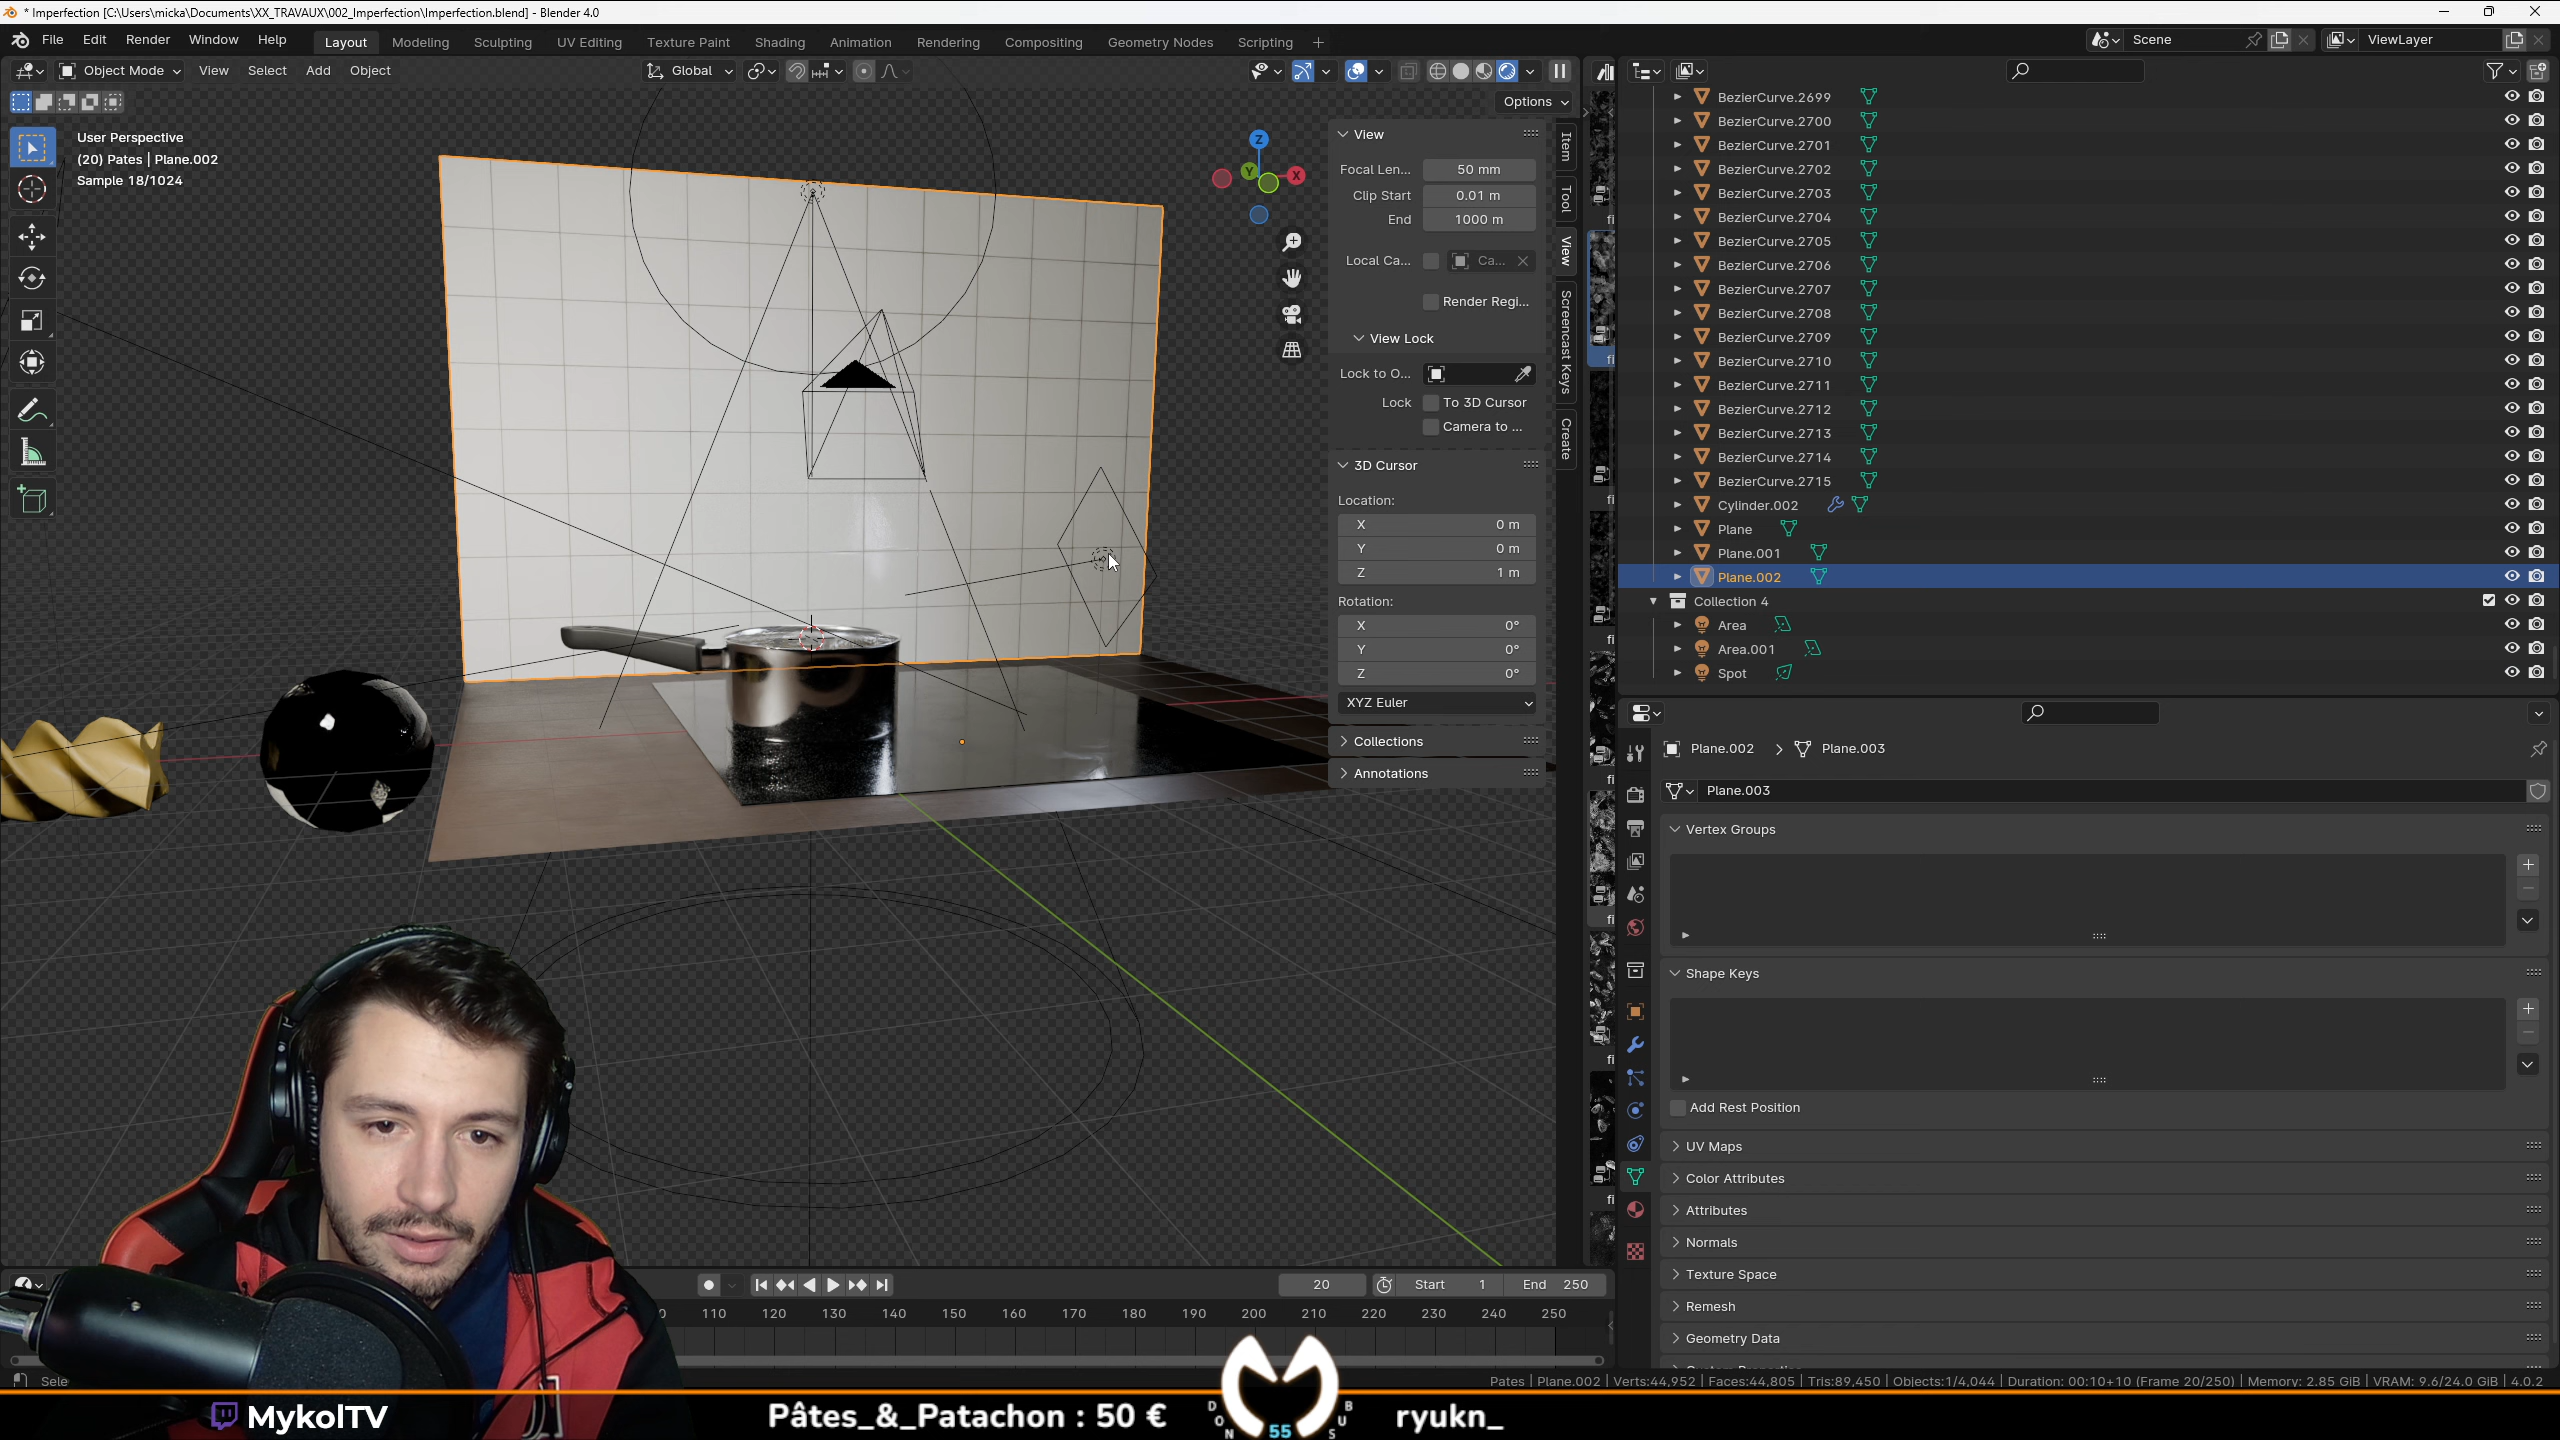 * Imperfection [C:\Users\micka\Documents\XX_TRAVAUX\002_Imperfection\Imperfection.blend] - Blender 4.0
File Edit Render Window Help Layout Modeling Sculpting UV Editing Texture Paint Shading Animation Rendering Compositing Geometry Nodes Scripting + Scene ViewLayer
Object Mode View Select Add Object Global
Options
User Perspective
(20) Pates | Plane.002
Sample 18/1024
Z
Y
X
View
Focal Len... 50 mm
Clip Start 0.01 m
End 1000 m
Local Ca... Ca...
Render Regi...
View Lock
Lock to O...
Lock To 3D Cursor
Camera to ...
3D Cursor
Location:
X 0 m
Y 0 m
Z 1 m
Rotation:
X 0°
Y 0°
Z 0°
XYZ Euler
Collections
Annotations
Item
Tool
View
Screencast Keys
Create
fi
fi
fi
fi
fi
fi
fi
fi
BezierCurve.2699
BezierCurve.2700
BezierCurve.2701
BezierCurve.2702
BezierCurve.2703
BezierCurve.2704
BezierCurve.2705
BezierCurve.2706
BezierCurve.2707
BezierCurve.2708
BezierCurve.2709
BezierCurve.2710
BezierCurve.2711
BezierCurve.2712
BezierCurve.2713
BezierCurve.2714
BezierCurve.2715
Cylinder.002
Plane
Plane.001
Plane.002
Collection 4
Area
Area.001
Spot
Plane.002 > Plane.003
Plane.003
Vertex Groups
Shape Keys
Add Rest Position
UV Maps
Color Attributes
Attributes
Normals
Texture Space
Remesh
Geometry Data
20 Start 1 End 250
0 110 120 130 140 150 160 170 180 190 200 210 220 230 240 250
Sele
Pates | Plane.002 | Verts:44,952 | Faces:44,805 | Tris:89,450 | Objects:1/4,044 | Duration: 00:10+10 (Frame 20/250) | Memory: 2.85 GiB | VRAM: 9.6/24.0 GiB | 4.0.2
MykolTV
Pâtes_&_Patachon : 50 €
DON
55
SUB
ryukn_